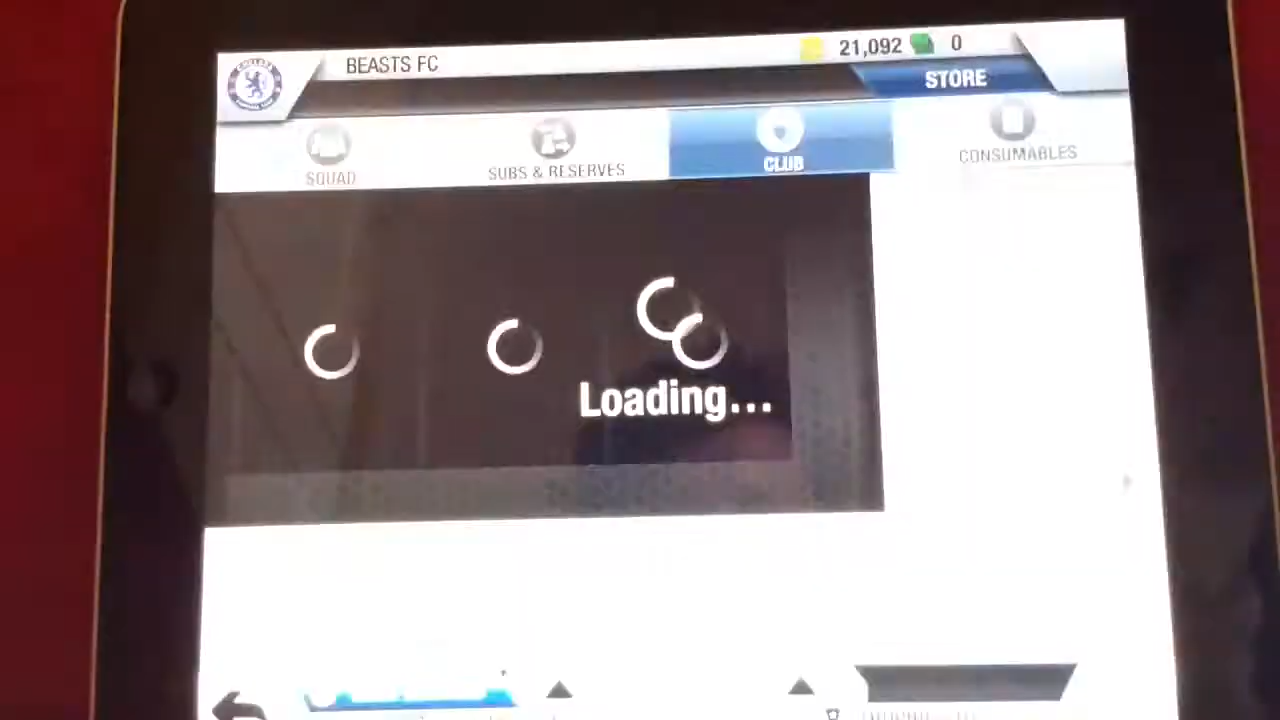 BEASTS FC
21,092 0
STORE
SQUAD
SUBS & RESERVES
CLUB
CONSUMABLES
Loading...